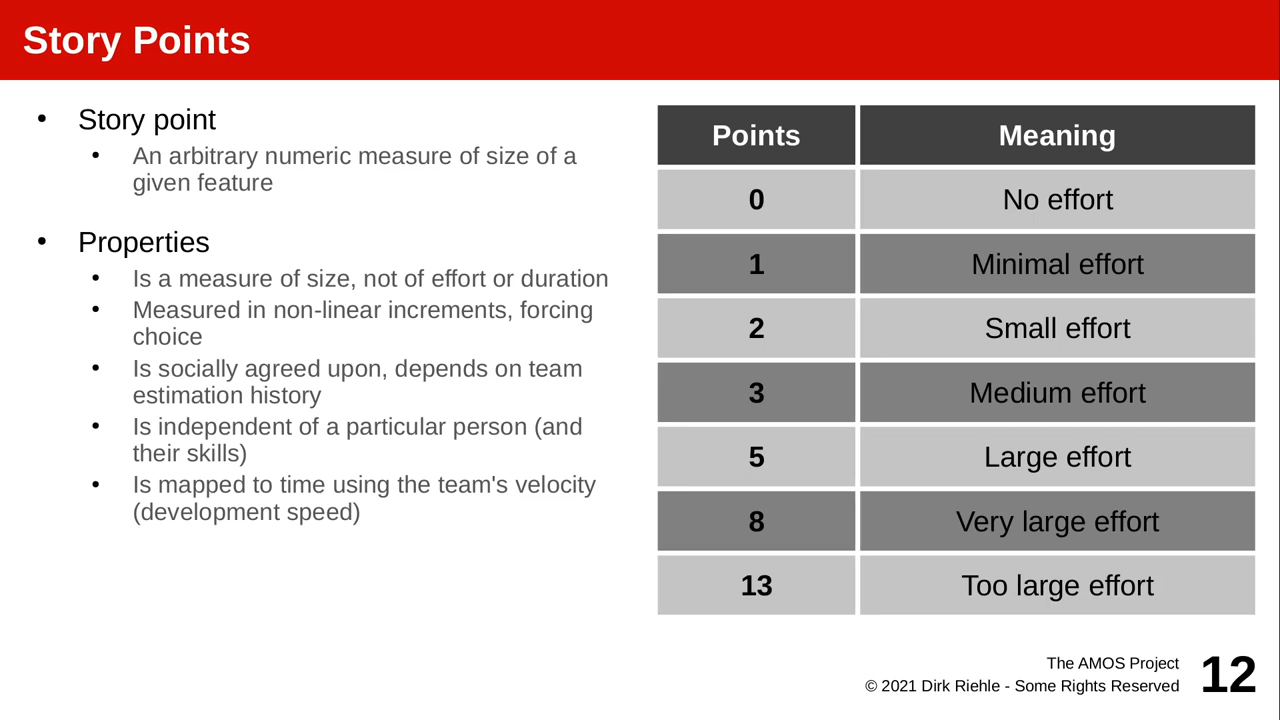 Story Points
• Story point
• An arbitrary numeric measure of size of a
given feature
• Properties
• Is a measure of size, not of effort or duration
• Measured in non-linear increments, forcing
choice
• Is socially agreed upon, depends on team
estimation history
• Is independent of a particular person (and
their skills)
• Is mapped to time using the team's velocity
(development speed)
Points Meaning
0 No effort
1 Minimal effort
2 Small effort
3 Medium effort
5 Large effort
8 Very large effort
13 Too large effort
The AMOS Project
© 2021 Dirk Riehle - Some Rights Reserved
12